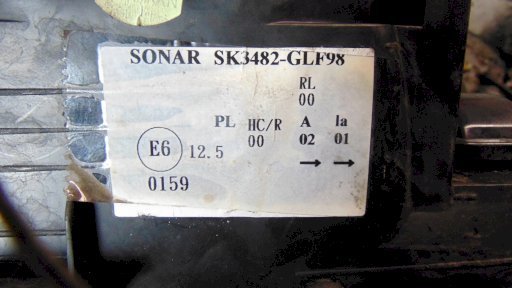 SONAR SK3482-GLF98
RL
00
PL HC/R A Ia
00 02 01
E6 12.5 → →
0159